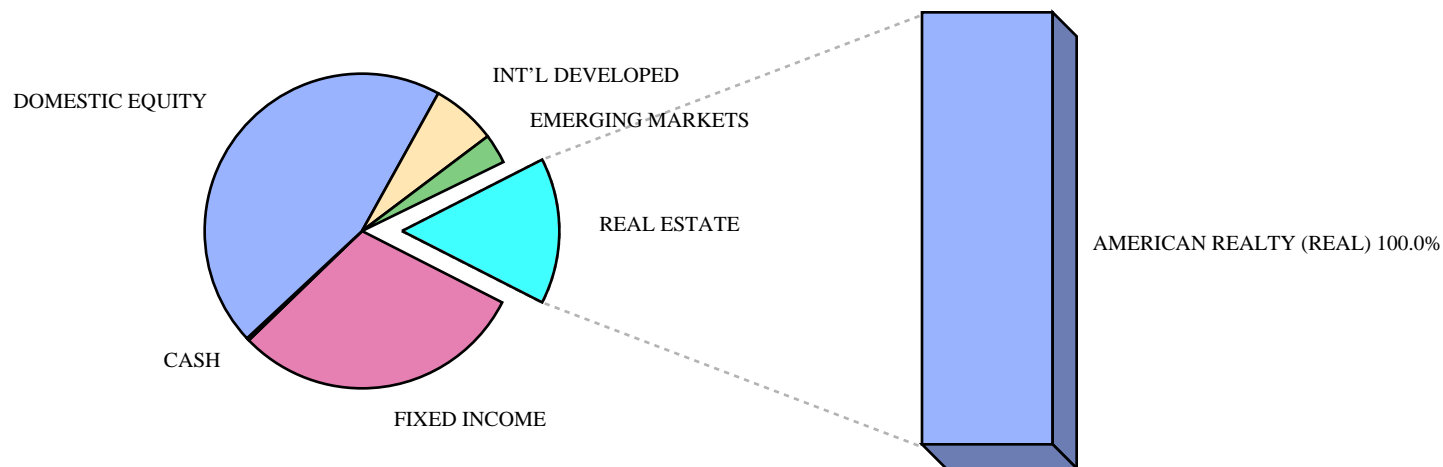 INT'L DEVELOPED
DOMESTIC EQUITY
EMERGING MARKETS
REAL ESTATE
AMERICAN REALTY (REAL) 100.0%
CASH
FIXED INCOME